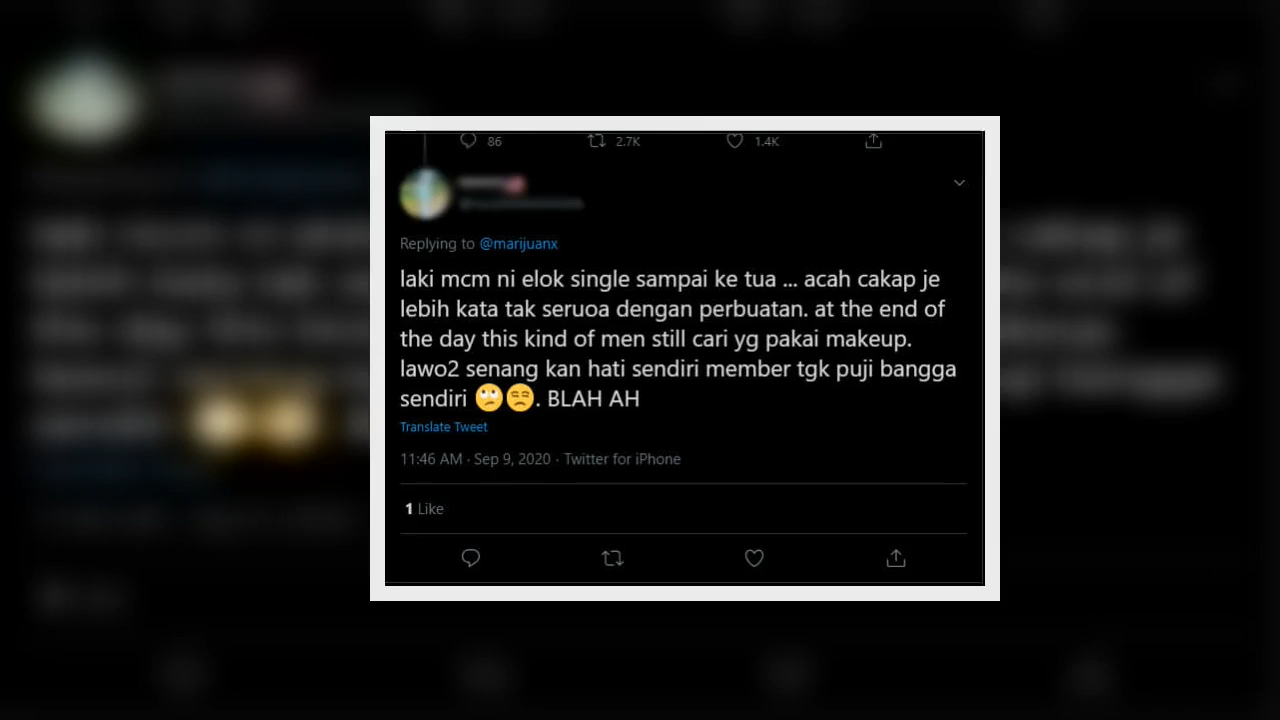 86 2.7K 1.4K
Replying to @marijuanx
laki mcm ni elok single sampai ke tua ... acah cakap je
lebih kata tak seruoa dengan perbuatan. at the end of
the day this kind of men still cari yg pakai makeup.
lawo2 senang kan hati sendiri member tgk puji bangga
sendiri 🙄😒. BLAH AH
Translate Tweet
11:46 AM · Sep 9, 2020 · Twitter for iPhone
1 Like